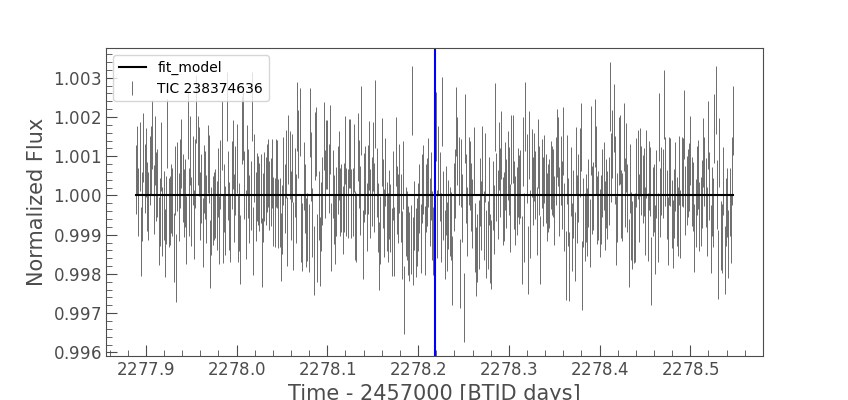 fit_model
TIC 238374636
Normalized Flux
1.003
1.002
1.001
1.000
0.999
0.998
0.997
0.996
2277.9 2278.0 2278.1 2278.2 2278.3 2278.4 2278.5
Time - 2457000 [BTJD days]